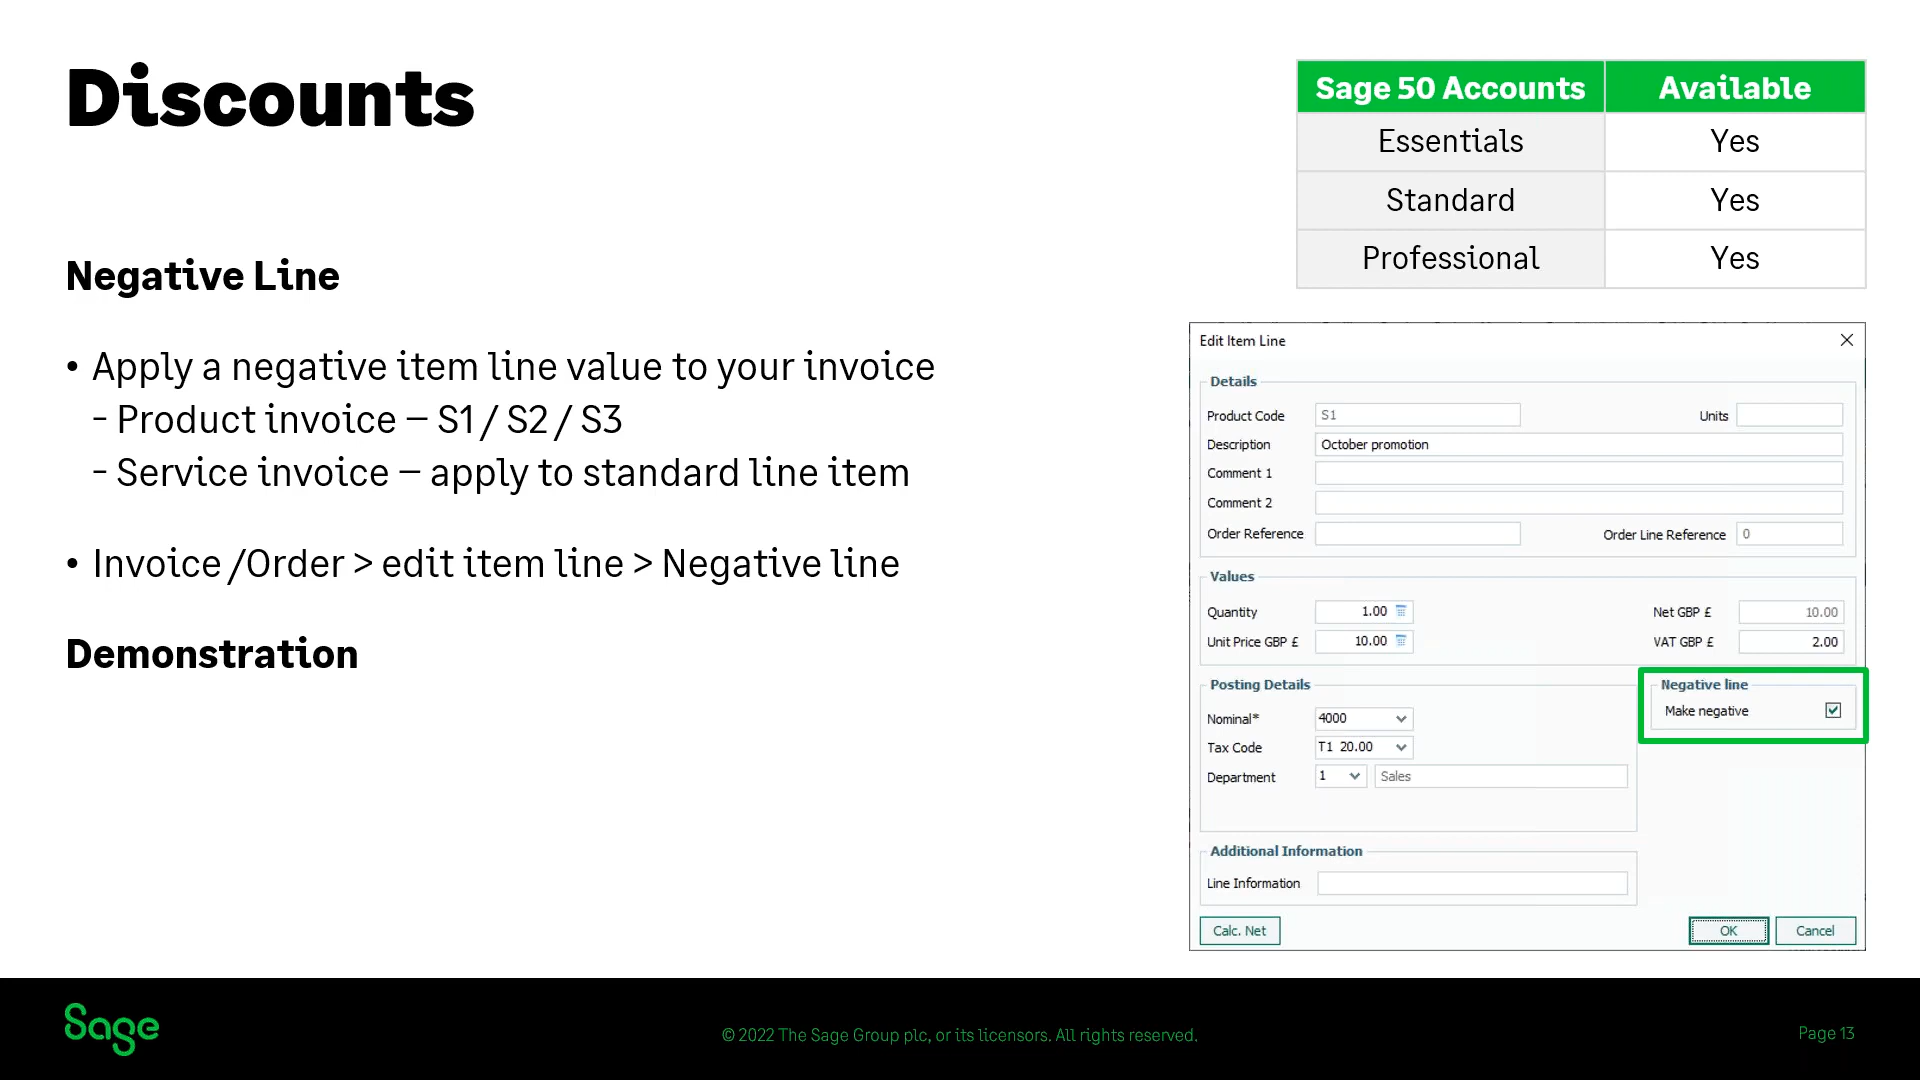 Discounts
Sage 50 Accounts Available
Essentials Yes
Standard Yes
Professional Yes
Negative Line
• Apply a negative item line value to your invoice
- Product invoice – S1 / S2 / S3
- Service invoice – apply to standard line item
• Invoice /Order > edit item line > Negative line
Demonstration
Edit Item Line
Details
Product Code S1 Units
Description October promotion
Comment 1
Comment 2
Order Reference Order Line Reference 0
Values
Quantity 1.00 Net GBP £ 10.00
Unit Price GBP £ 10.00 VAT GBP £ 2.00
Posting Details
Nominal* 4000
Tax Code T1 20.00
Department 1 Sales
Negative line
Make negative
Additional Information
Line Information
Calc. Net OK Cancel
Sage
© 2022 The Sage Group plc, or its licensors. All rights reserved.
Page 13